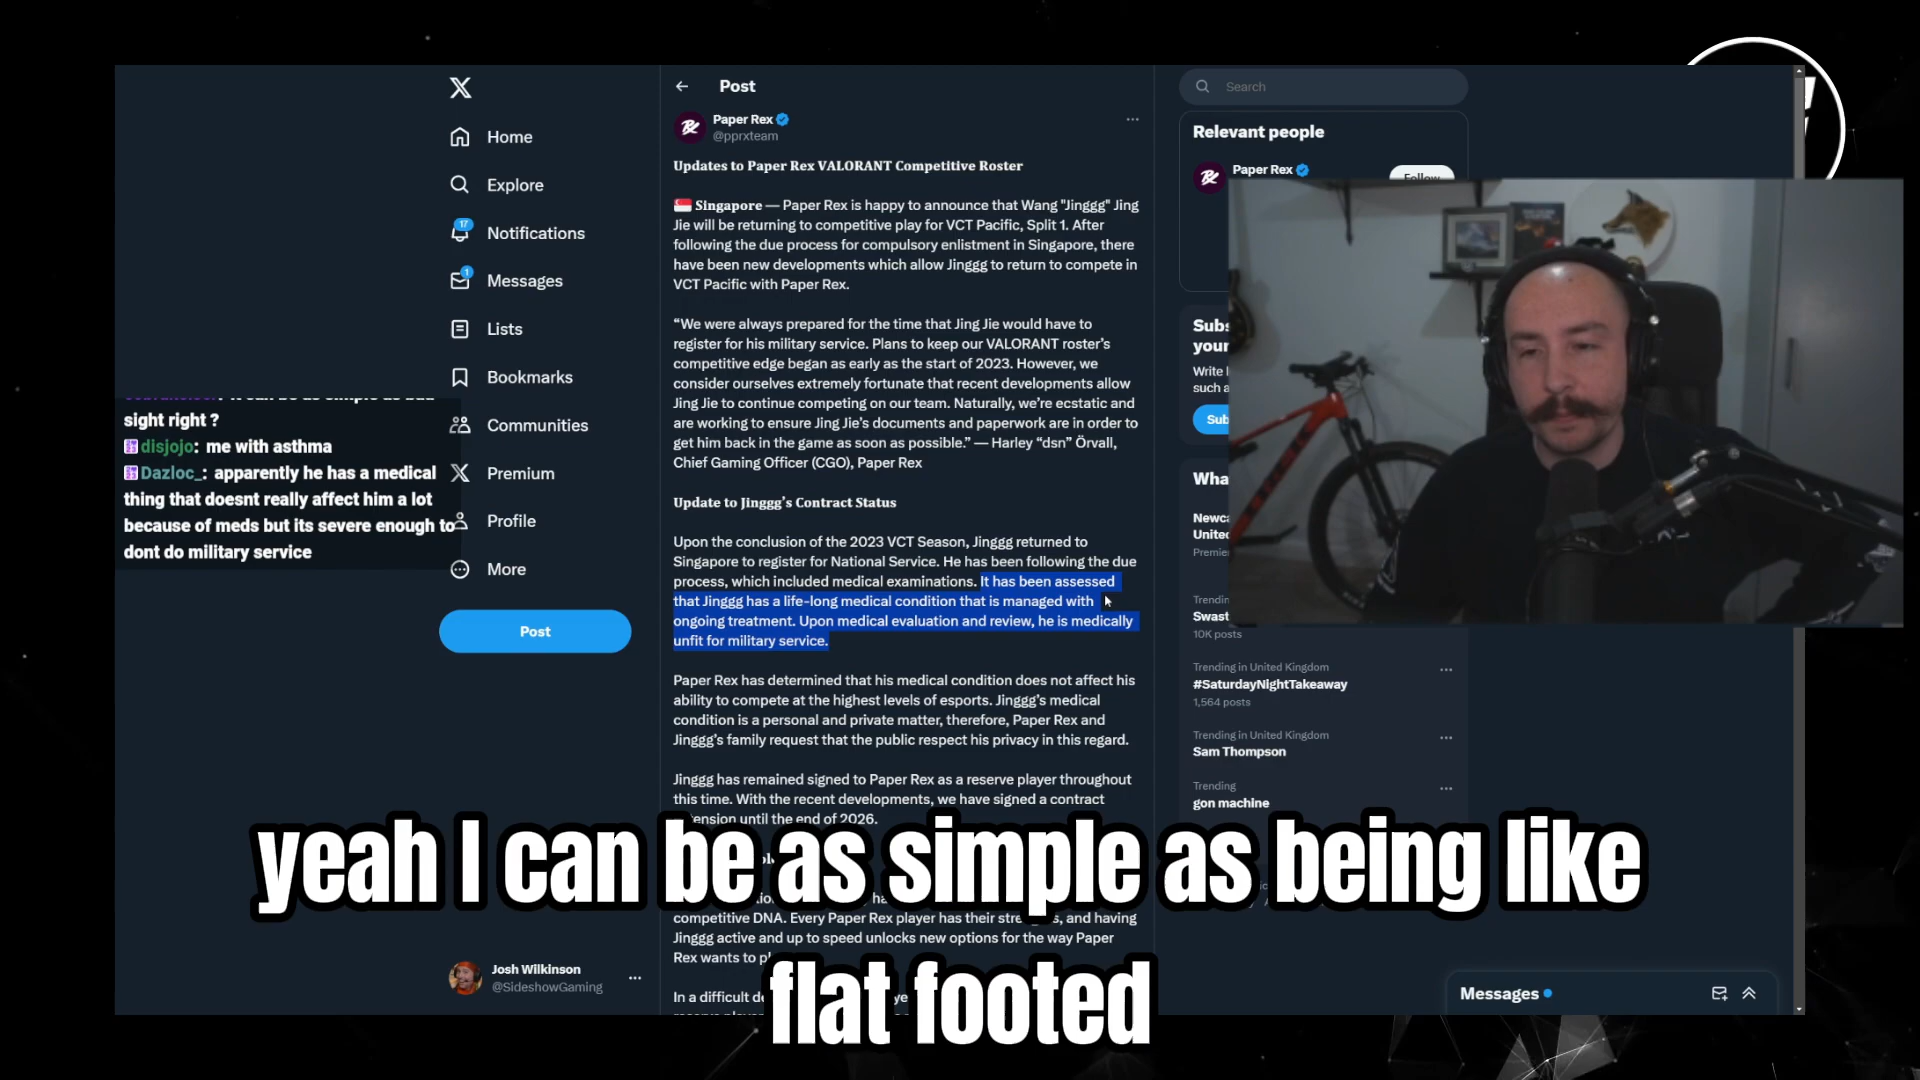 Home
Explore
17
Notifications
1
Messages
Lists
Bookmarks
Communities
Premium
Profile
More
Post
Josh Wilkinson
@SideshowGaming
sight right ?
disjojo: me with asthma
Dazloc_: apparently he has a medical
thing that doesnt really affect him a lot
because of meds but its severe enough to
dont do military service
Post
Paper Rex
@pprxteam
Updates to Paper Rex VALORANT Competitive Roster
Singapore — Paper Rex is happy to announce that Wang "Jinggg" Jing
Jie will be returning to competitive play for VCT Pacific, Split 1. After
following the due process for compulsory enlistment in Singapore, there
have been new developments which allow Jinggg to return to compete in
VCT Pacific with Paper Rex.
“We were always prepared for the time that Jing Jie would have to
register for his military service. Plans to keep our VALORANT roster’s
competitive edge began as early as the start of 2023. However, we
consider ourselves extremely fortunate that recent developments allow
Jing Jie to continue competing on our team. Naturally, we’re ecstatic and
are working to ensure Jing Jie’s documents and paperwork are in order to
get him back in the game as soon as possible.” — Harley “dsn” Örvall,
Chief Gaming Officer (CGO), Paper Rex
Update to Jinggg’s Contract Status
Upon the conclusion of the 2023 VCT Season, Jinggg returned to
Singapore to register for National Service. He has been following the due
process, which included medical examinations. It has been assessed
that Jinggg has a life-long medical condition that is managed with
ongoing treatment. Upon medical evaluation and review, he is medically
unfit for military service.
Paper Rex has determined that his medical condition does not affect his
ability to compete at the highest levels of esports. Jinggg’s medical
condition is a personal and private matter, therefore, Paper Rex and
Jinggg’s family request that the public respect his privacy in this regard.
Jinggg has remained signed to Paper Rex as a reserve player throughout
this time. With the recent developments, we have signed a contract
ension until the end of 2026.
competitive DNA. Every Paper Rex player has their stre s, and having
Jinggg active and up to speed unlocks new options for the way Paper
Rex wants to pl
In a difficult de
Search
Relevant people
Paper Rex
Follow
Subs
your
Write
such a
Sub
Wha
Newca
United
Premie
Trendin
Swast
10K posts
Trending in United Kingdom
#SaturdayNightTakeaway
1,564 posts
Trending in United Kingdom
Sam Thompson
Trending
gon machine
Messages
yeah I can be as simple as being like
flat footed